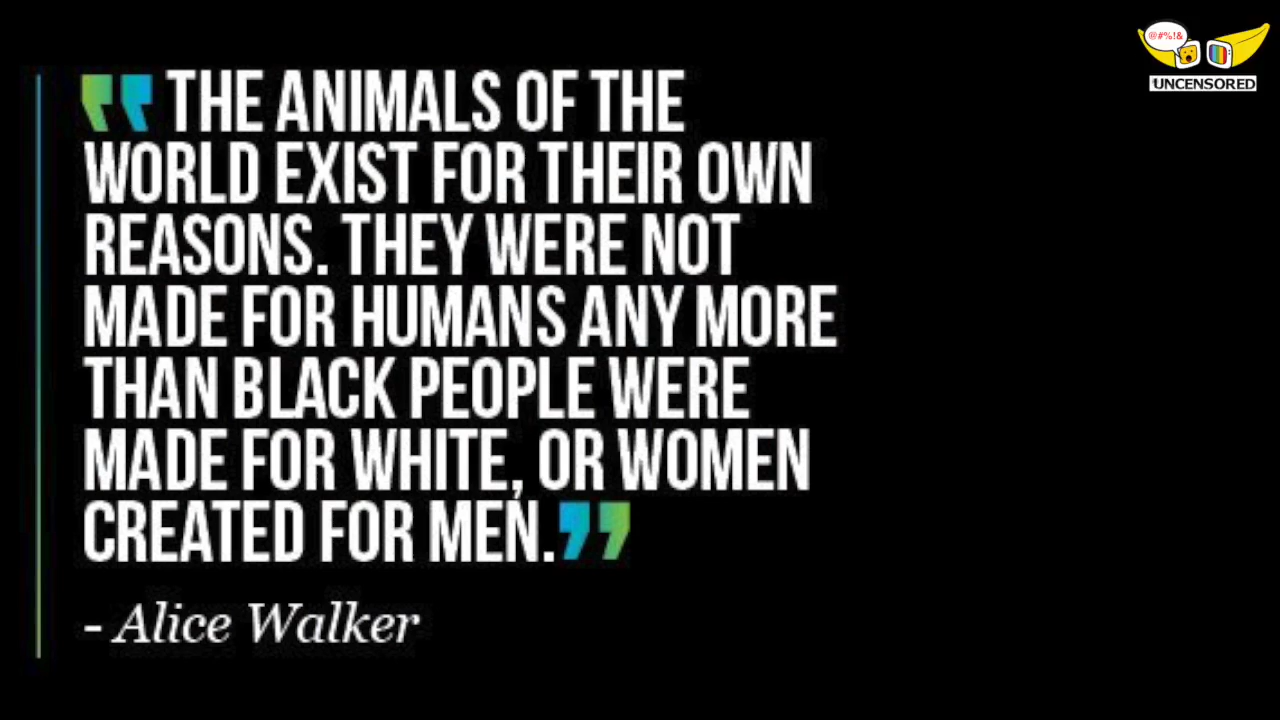 @#%!&
UNCENSORED
"THE ANIMALS OF THE
WORLD EXIST FOR THEIR OWN
REASONS. THEY WERE NOT
MADE FOR HUMANS ANY MORE
THAN BLACK PEOPLE WERE
MADE FOR WHITE, OR WOMEN
CREATED FOR MEN."
- Alice Walker